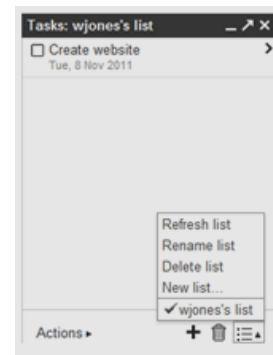 Tasks: wjones's list
Create website
Tue, 8 Nov 2011
Refresh list
Rename list
Delete list
New list...
✓wjones's list
Actions ▸